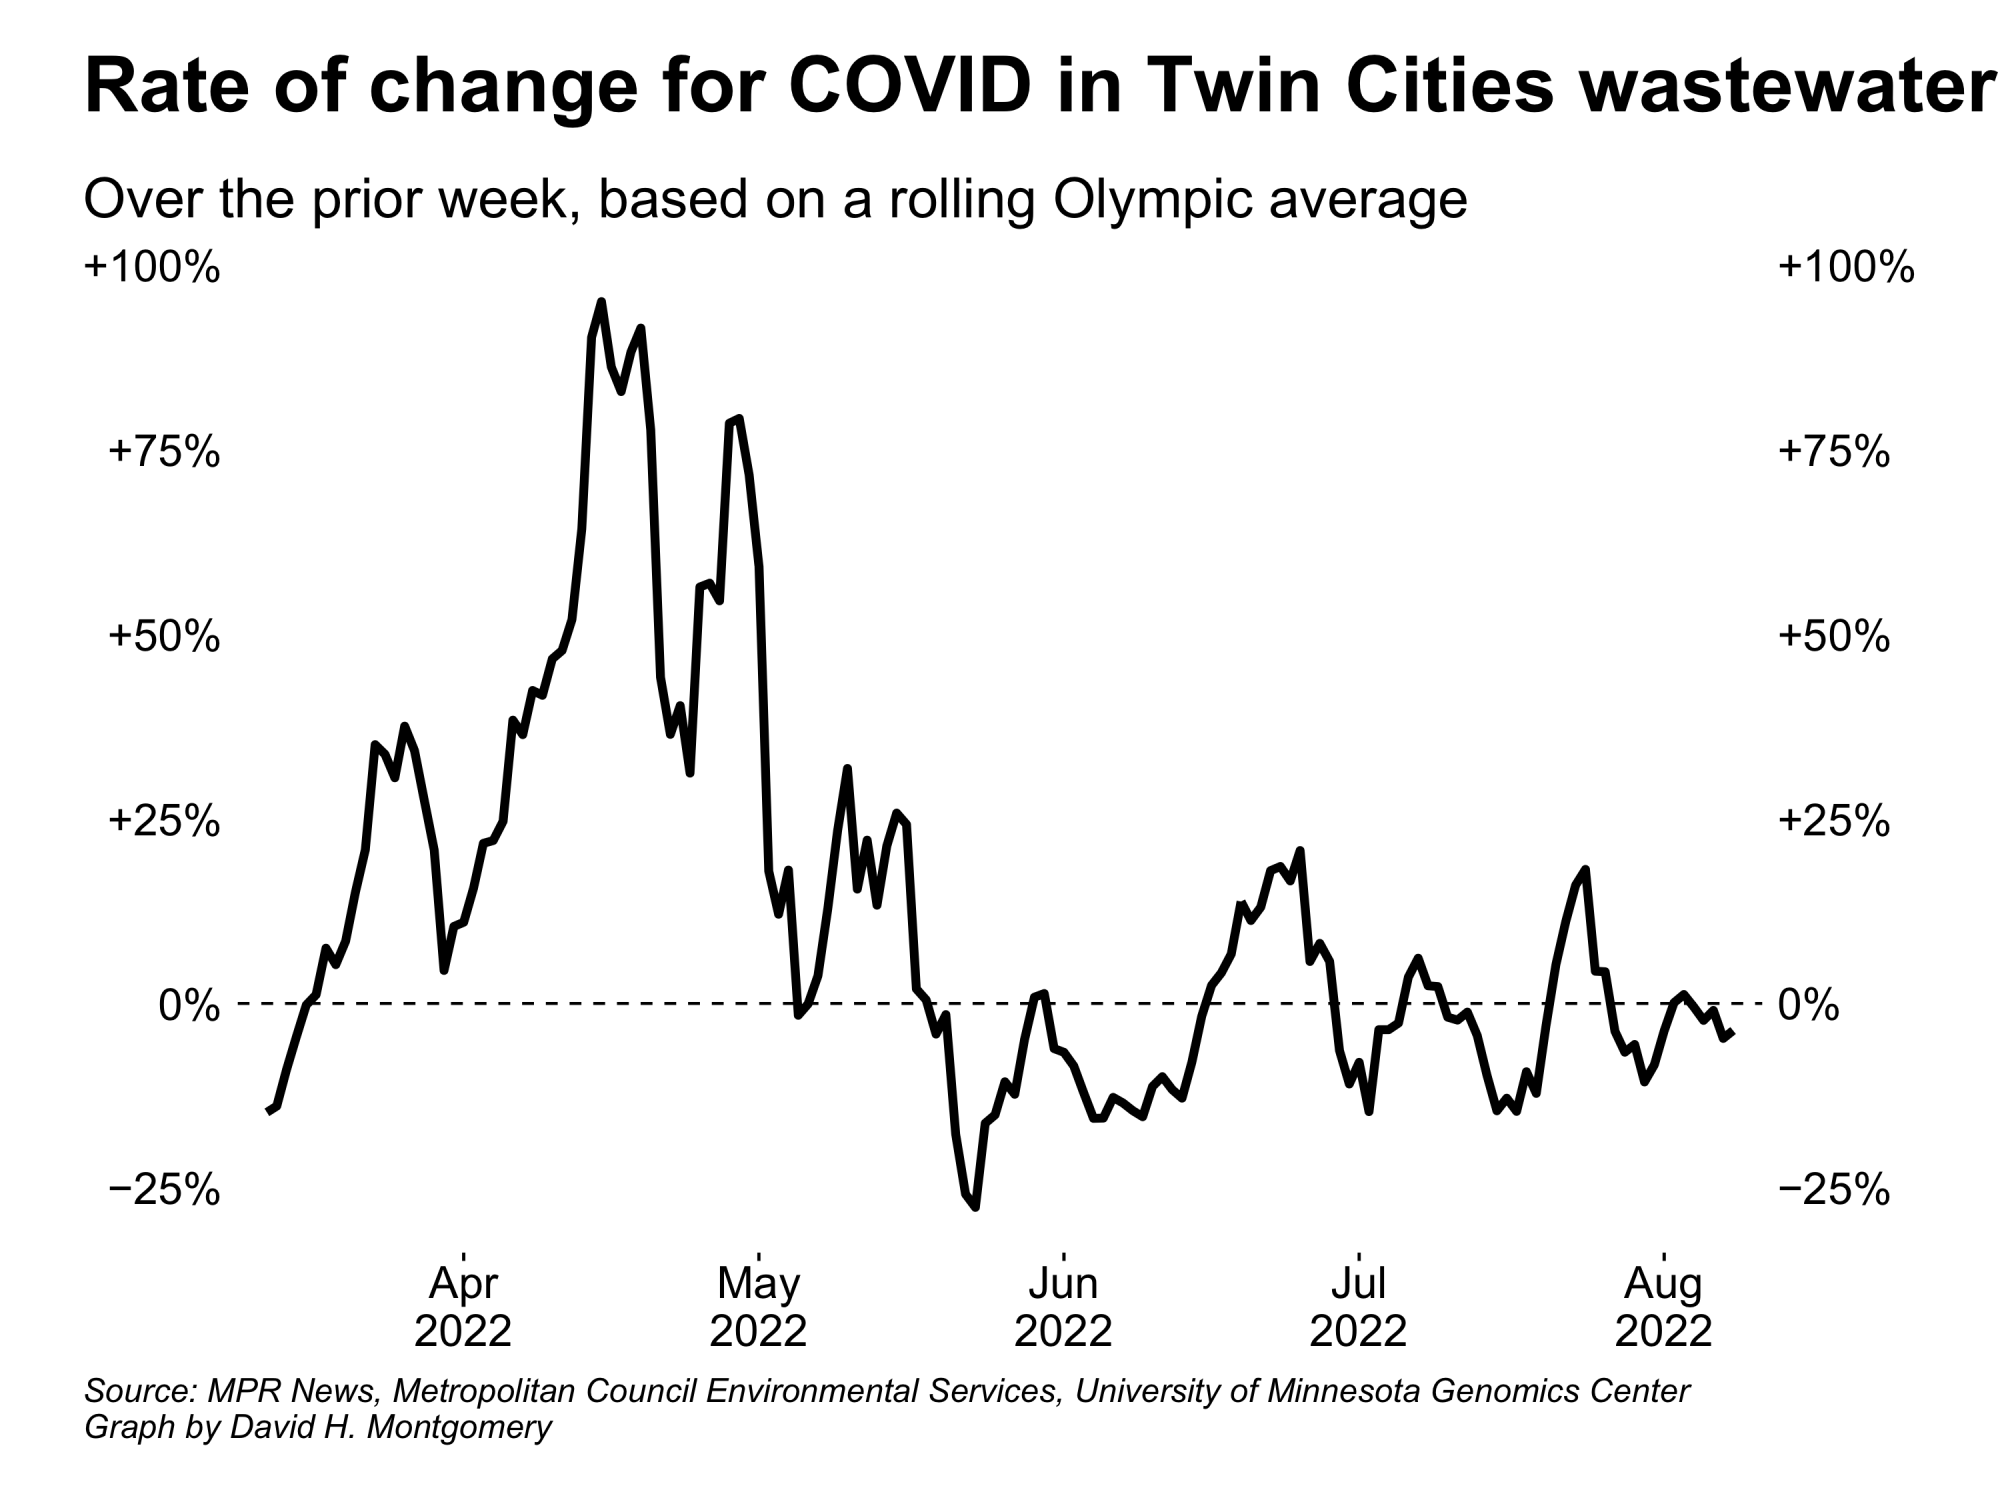 Rate of change for COVID in Twin Cities wastewater
Over the prior week, based on a rolling Olympic average
+100% +100%
+75% +75%
+50% +50%
+25% +25%
0% 0%
−25% −25%
Apr May Jun Jul Aug
2022 2022 2022 2022 2022
Source: MPR News, Metropolitan Council Environmental Services, University of Minnesota Genomics Center
Graph by David H. Montgomery